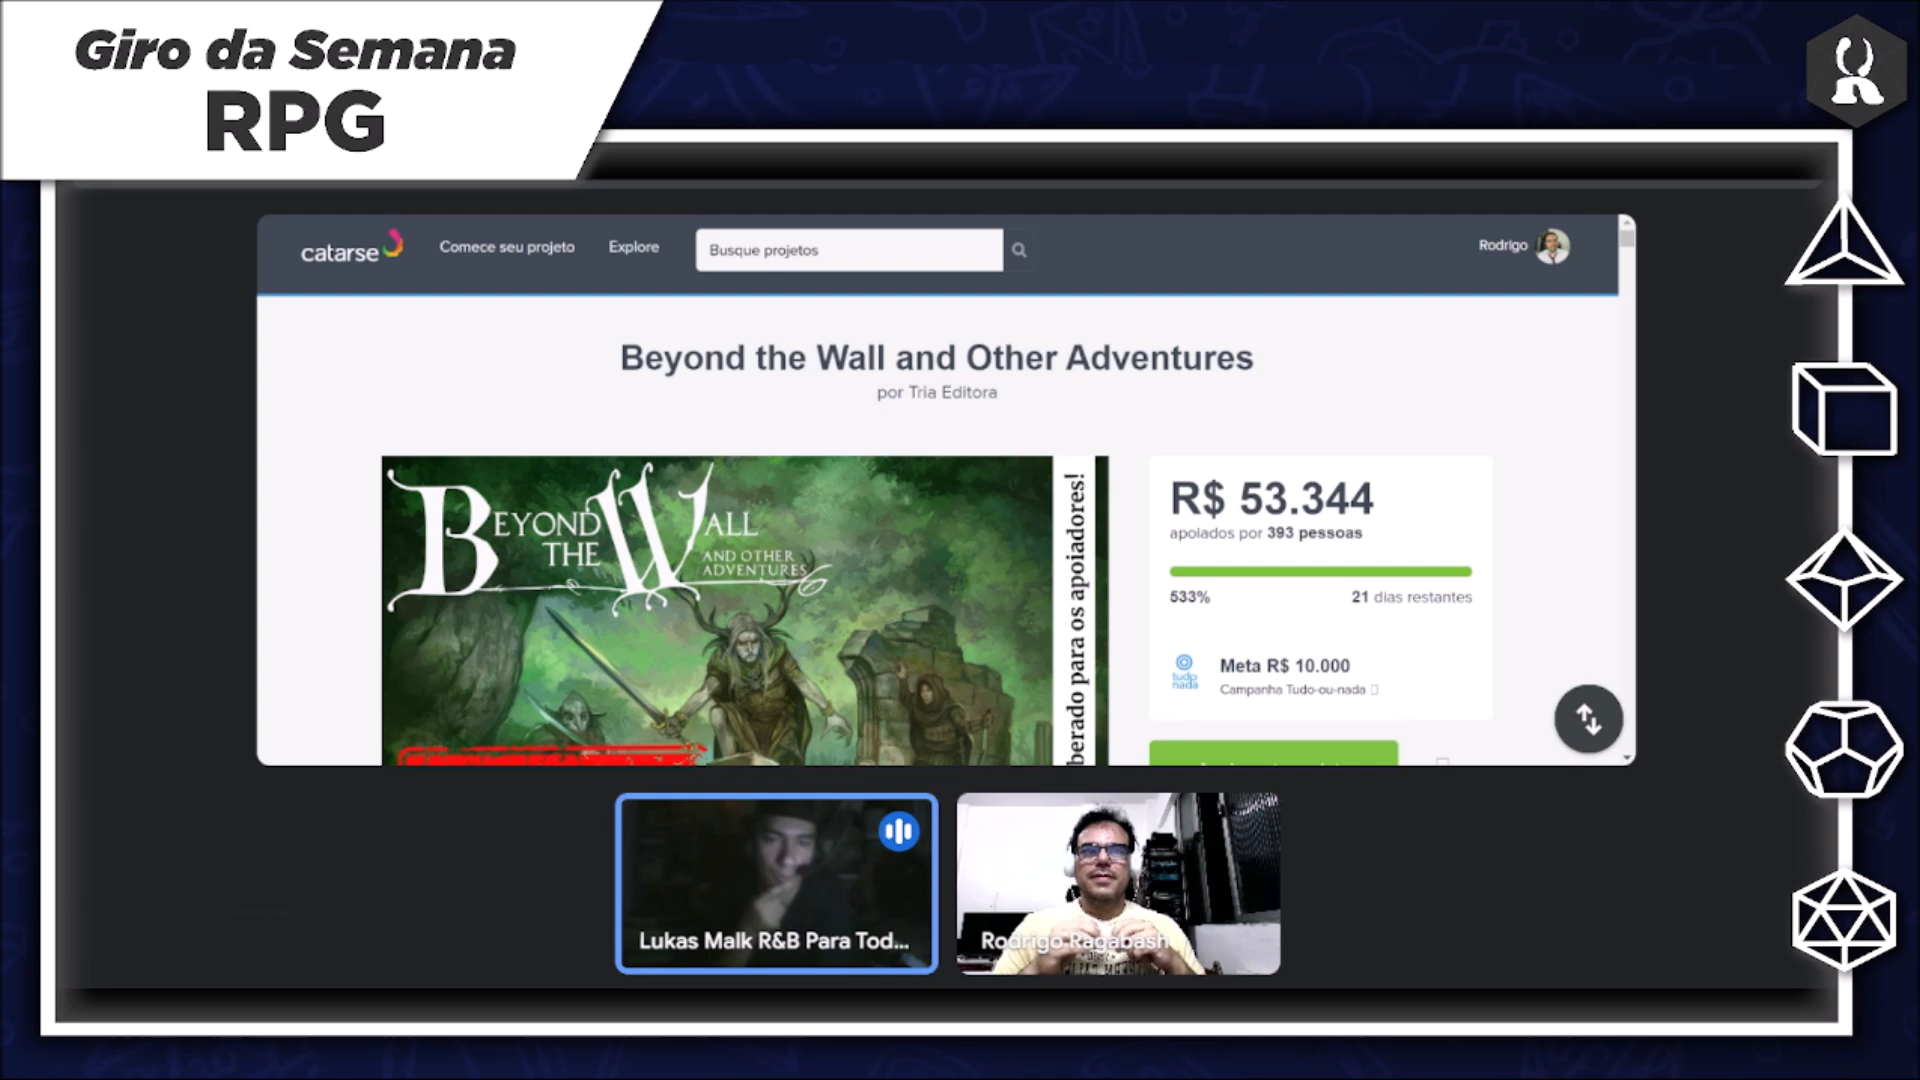 Giro da Semana
RPG
catarse
Comece seu projeto
Explore
Busque projetos
Rodrigo
Beyond the Wall and Other Adventures
por Tria Editora
BEYOND THE WALL
AND OTHER
ADVENTURES
berado para os apoiadores!
R$ 53.344
apoiados por 393 pessoas
533%
21 dias restantes
tudo
nada
Meta R$ 10.000
Campanha Tudo-ou-nada
Lukas Malk R&B Para Tod...
Rodrigo Ragabash